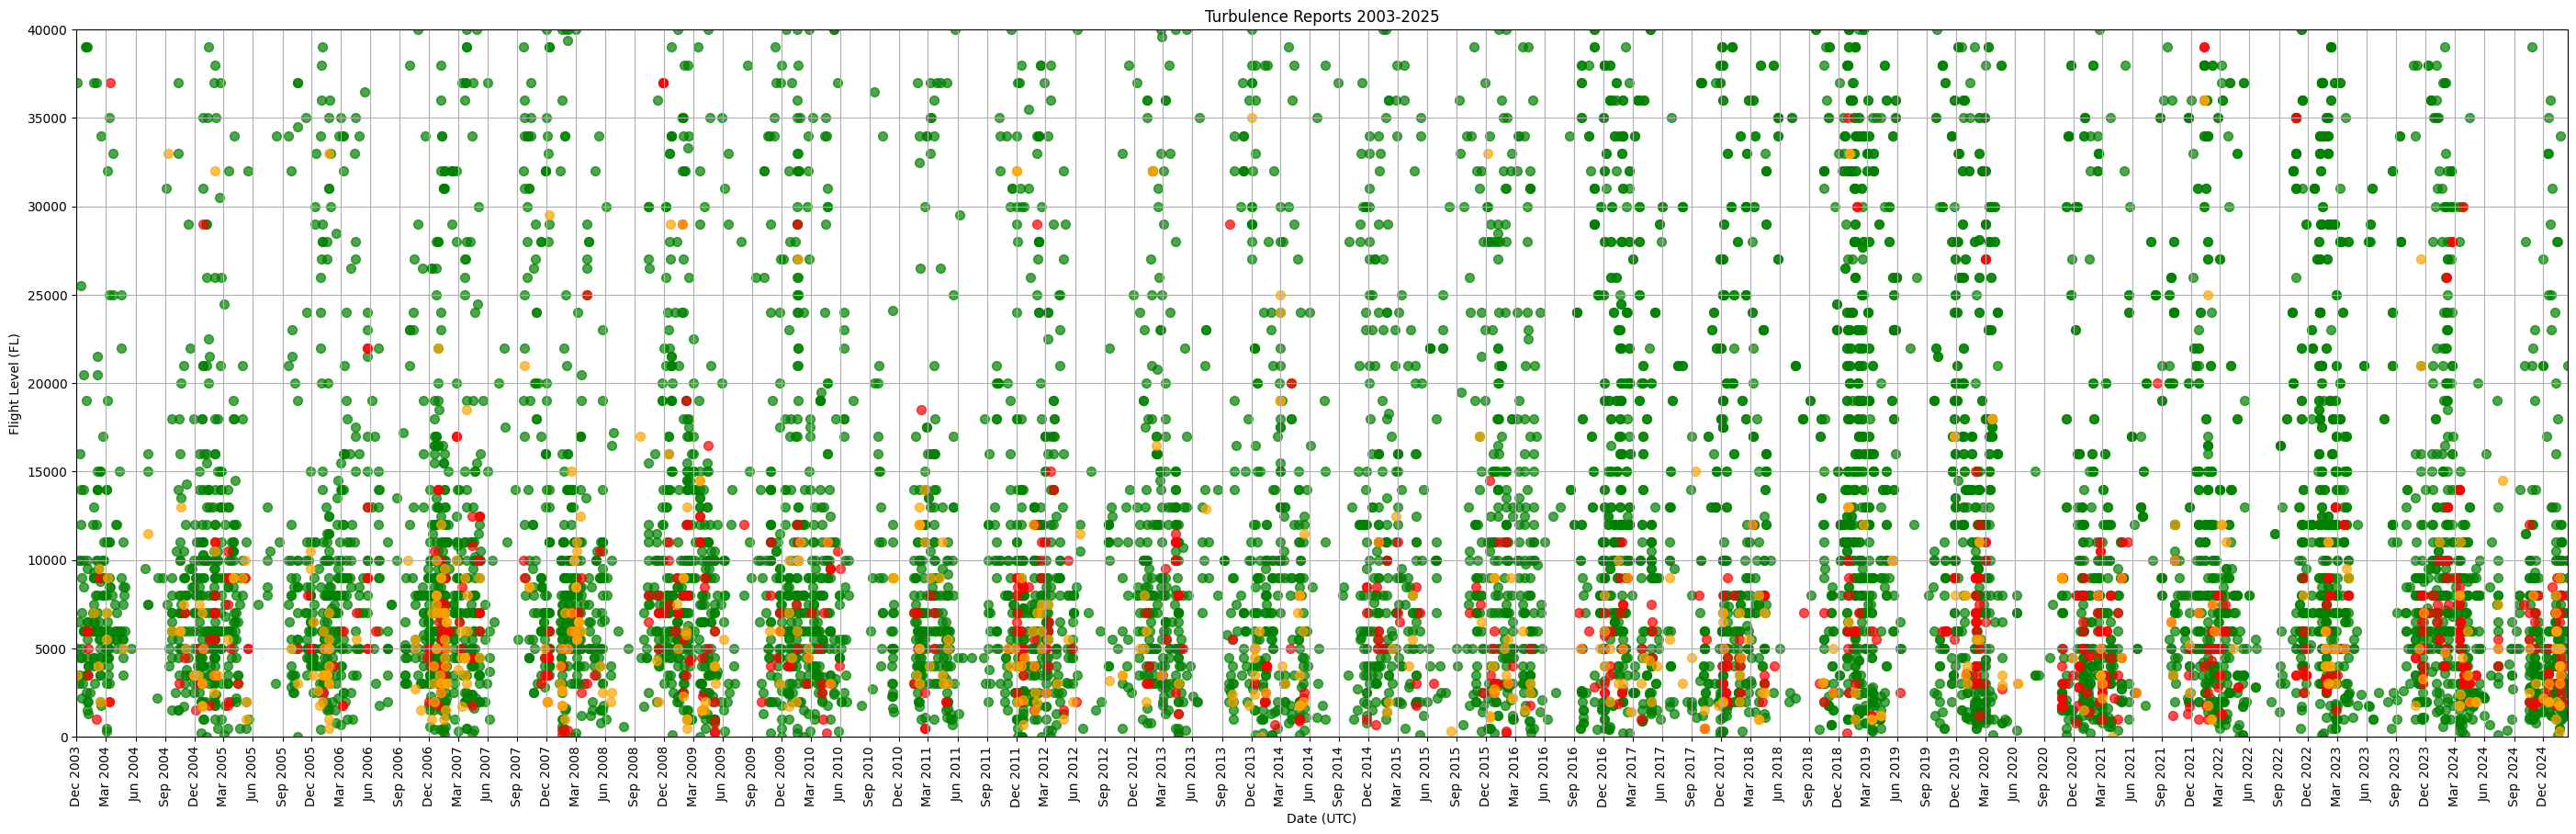 Turbulence Reports 2003-2025
Flight Level (FL)
40000
35000
30000
25000
20000
15000
10000
5000
0
Dec 2003
Mar 2004
Jun 2004
Sep 2004
Dec 2004
Mar 2005
Jun 2005
Sep 2005
Dec 2005
Mar 2006
Jun 2006
Sep 2006
Dec 2006
Mar 2007
Jun 2007
Sep 2007
Dec 2007
Mar 2008
Jun 2008
Sep 2008
Dec 2008
Mar 2009
Jun 2009
Sep 2009
Dec 2009
Mar 2010
Jun 2010
Sep 2010
Dec 2010
Mar 2011
Jun 2011
Sep 2011
Dec 2011
Mar 2012
Jun 2012
Sep 2012
Dec 2012
Mar 2013
Jun 2013
Sep 2013
Dec 2013
Mar 2014
Jun 2014
Sep 2014
Dec 2014
Mar 2015
Jun 2015
Sep 2015
Dec 2015
Mar 2016
Jun 2016
Sep 2016
Dec 2016
Mar 2017
Jun 2017
Sep 2017
Dec 2017
Mar 2018
Jun 2018
Sep 2018
Dec 2018
Mar 2019
Jun 2019
Sep 2019
Dec 2019
Mar 2020
Jun 2020
Sep 2020
Dec 2020
Mar 2021
Jun 2021
Sep 2021
Dec 2021
Mar 2022
Jun 2022
Sep 2022
Dec 2022
Mar 2023
Jun 2023
Sep 2023
Dec 2023
Mar 2024
Jun 2024
Sep 2024
Dec 2024
Date (UTC)